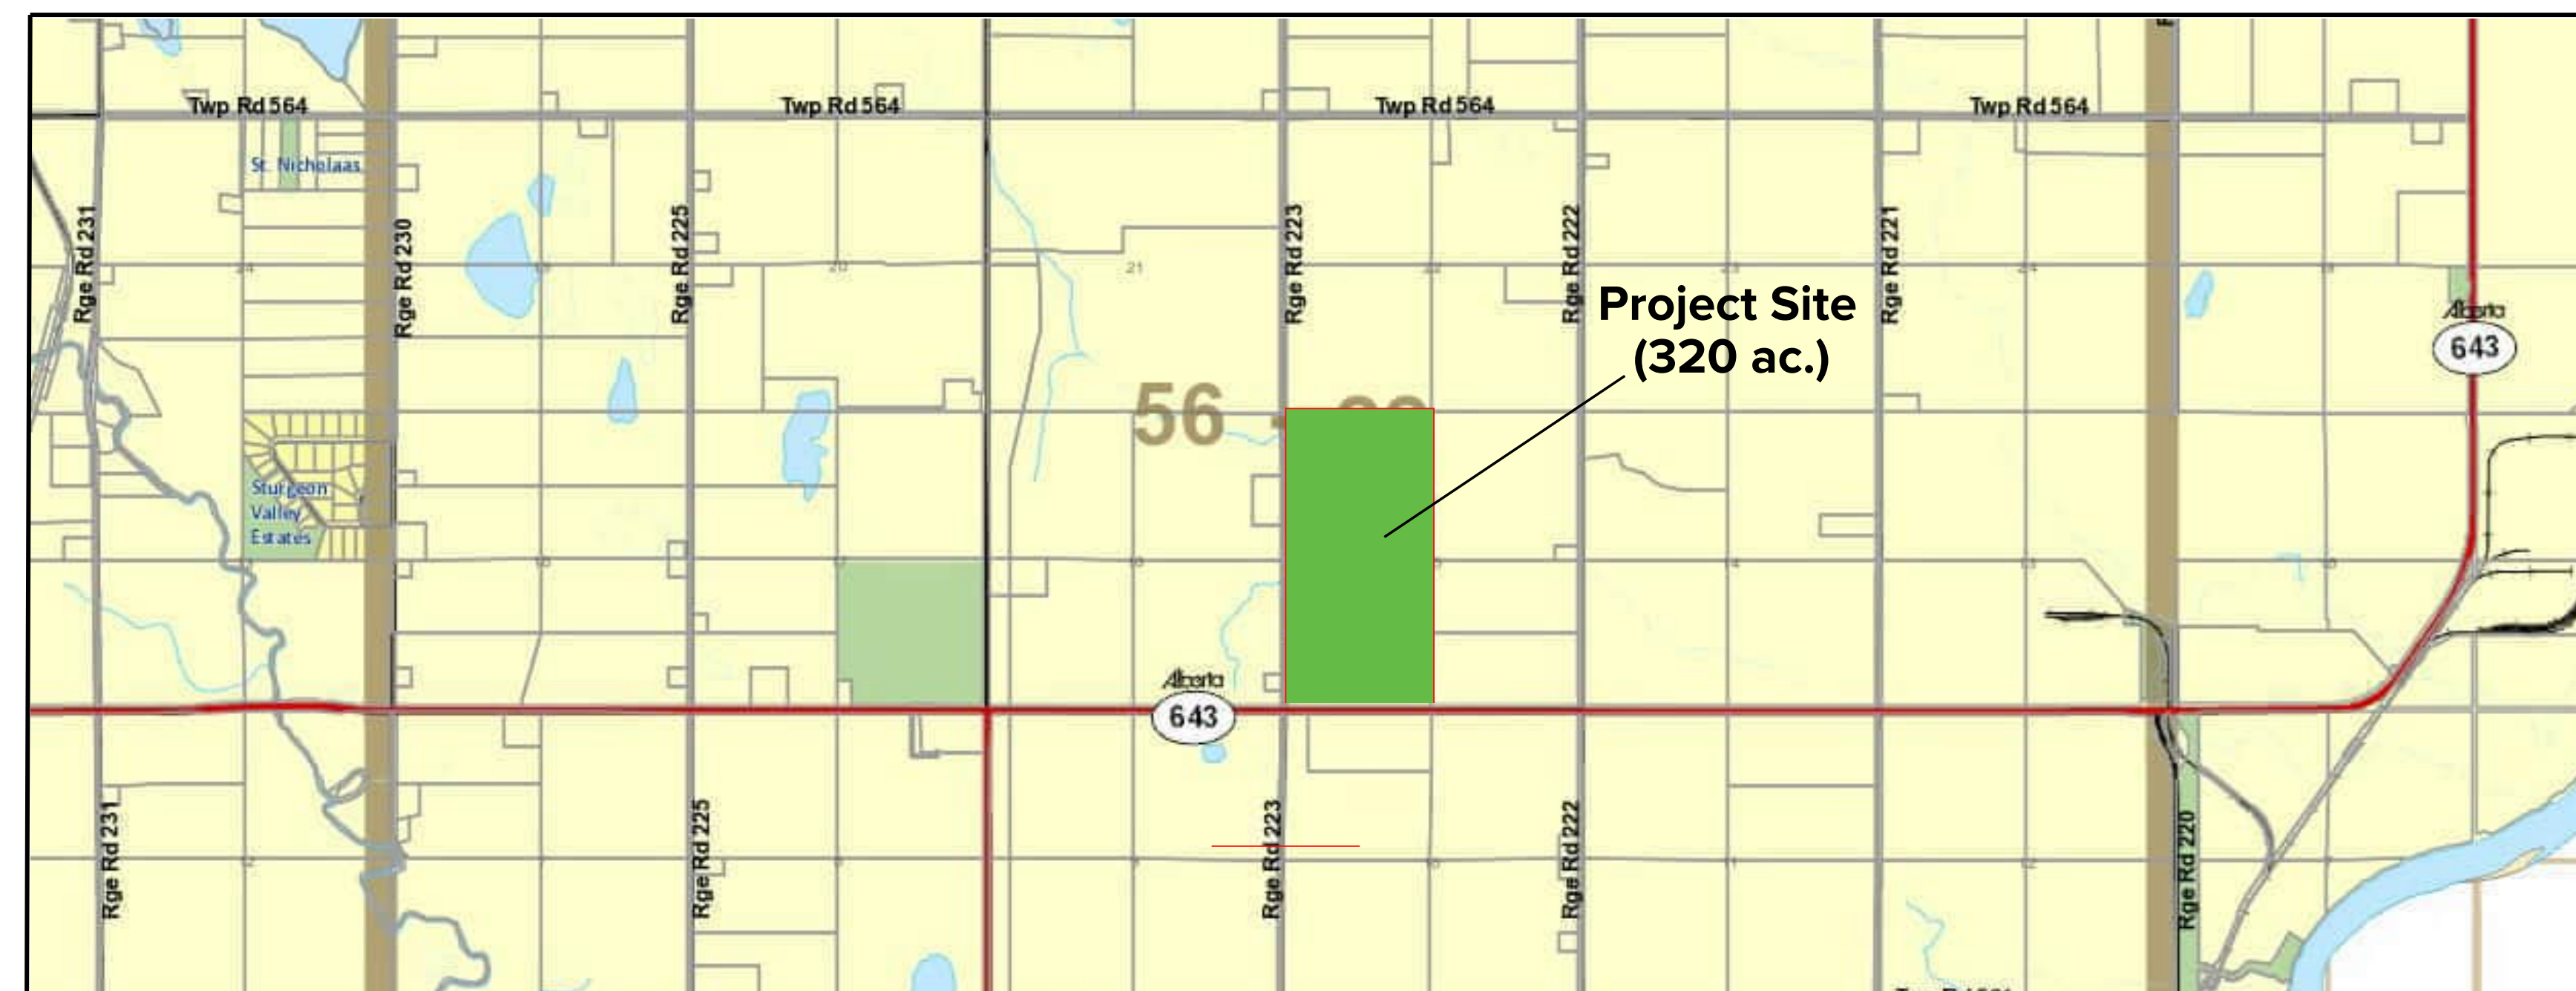 Twp Rd 564
Twp Rd 564
Twp Rd 564
Twp Rd 564
St. Nicholaas
Rge Rd 231
Rge Rd 230
Rge Rd 225
Rge Rd 223
Rge Rd 222
Rge Rd 221
24
20
21
Project Site
(320 ac.)
Alberta
643
56
Sturgeon
Valley
Estates
Alberta
643
Rge Rd 231
Rge Rd 225
Rge Rd 223
Rge Rd 222
Rge Rd 220